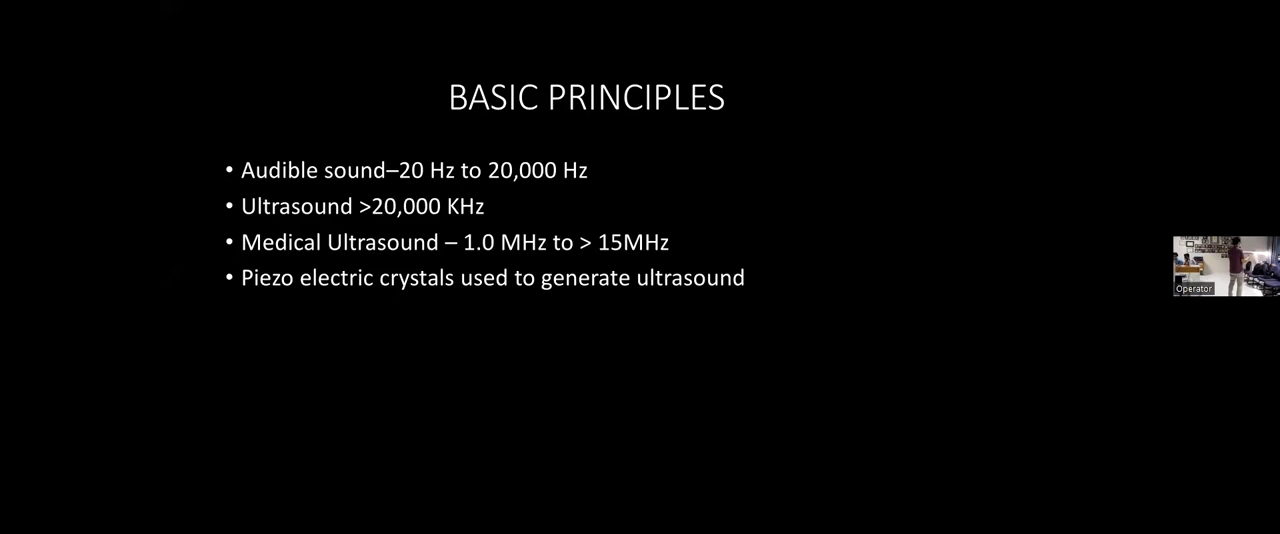 BASIC PRINCIPLES
• Audible sound–20 Hz to 20,000 Hz
• Ultrasound >20,000 KHz
• Medical Ultrasound – 1.0 MHz to > 15MHz
• Piezo electric crystals used to generate ultrasound
Operator